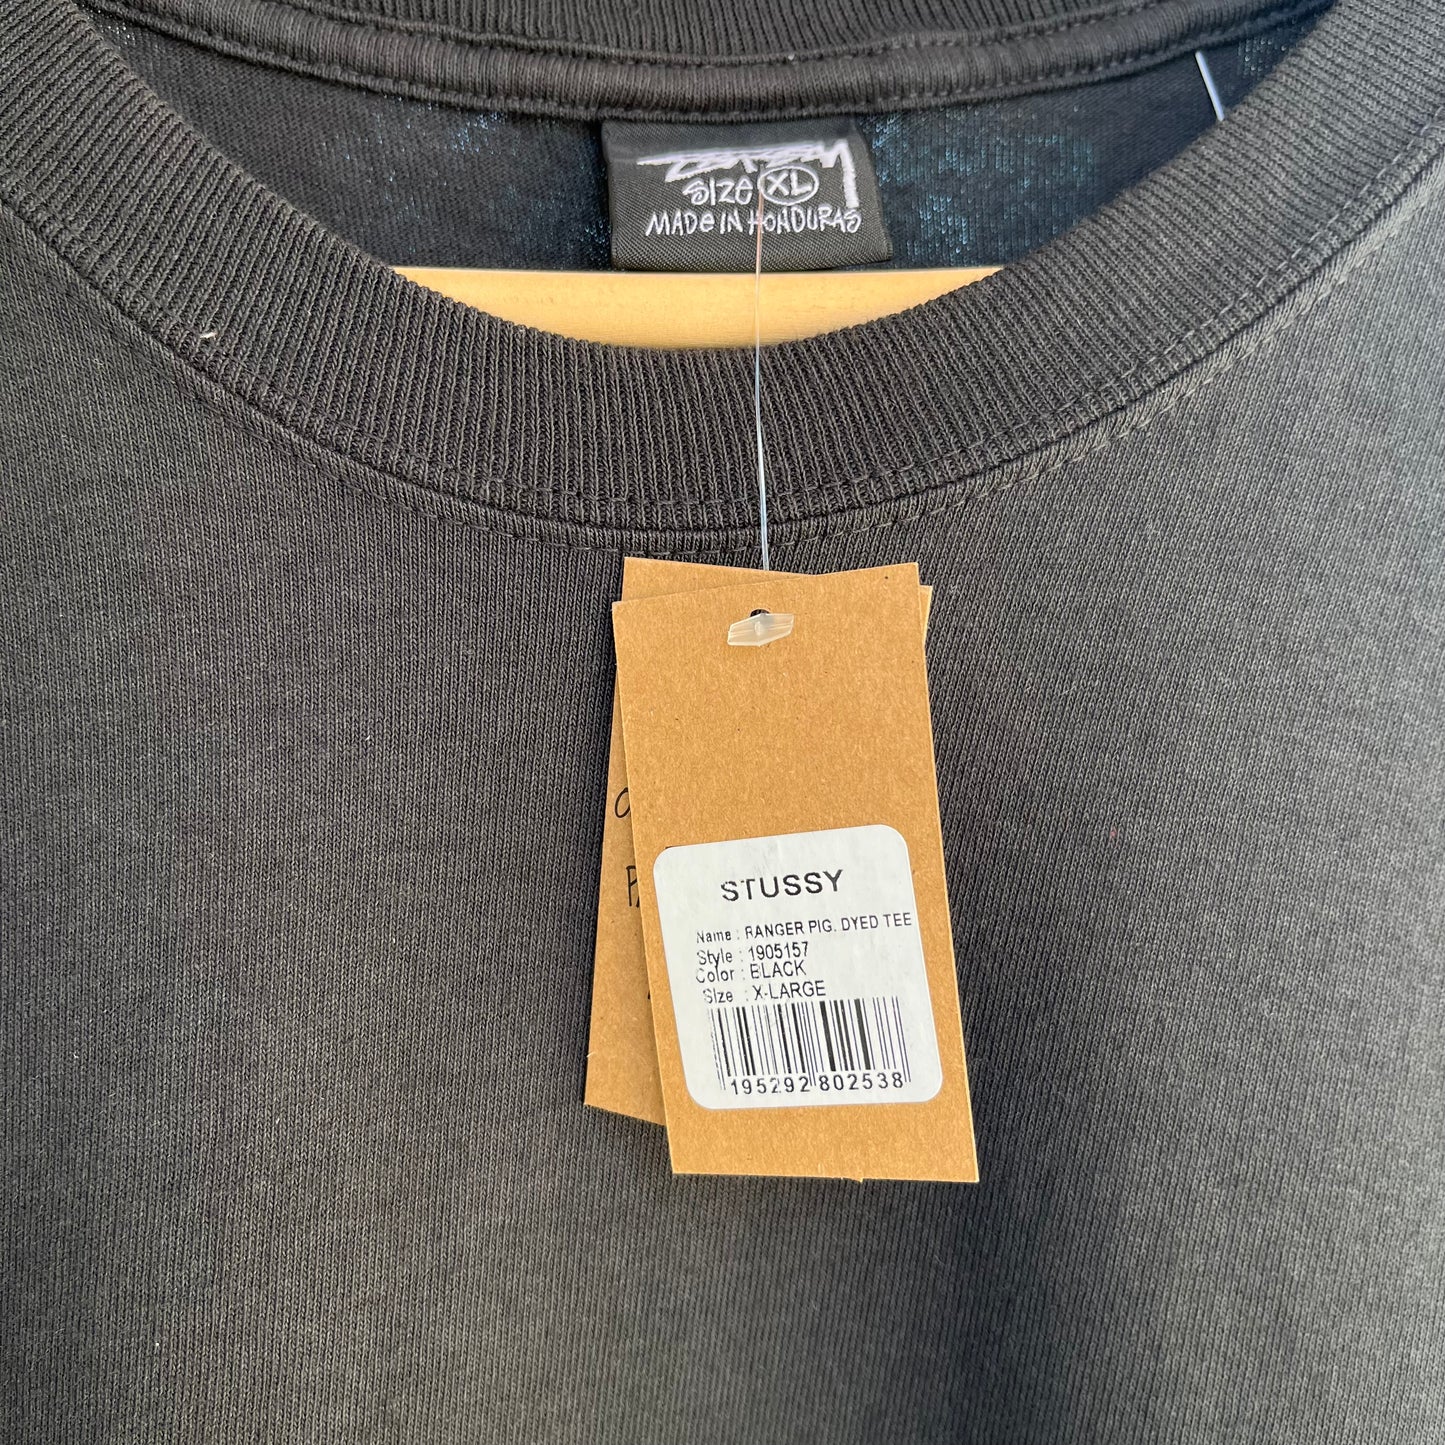 STUSSY
SIZE XL
MADE IN HONDURAS
STUSSY
Name : RANGER PIG. DYED TEE
Style : 1905157
Color : BLACK
Size : X-LARGE
195292 802538